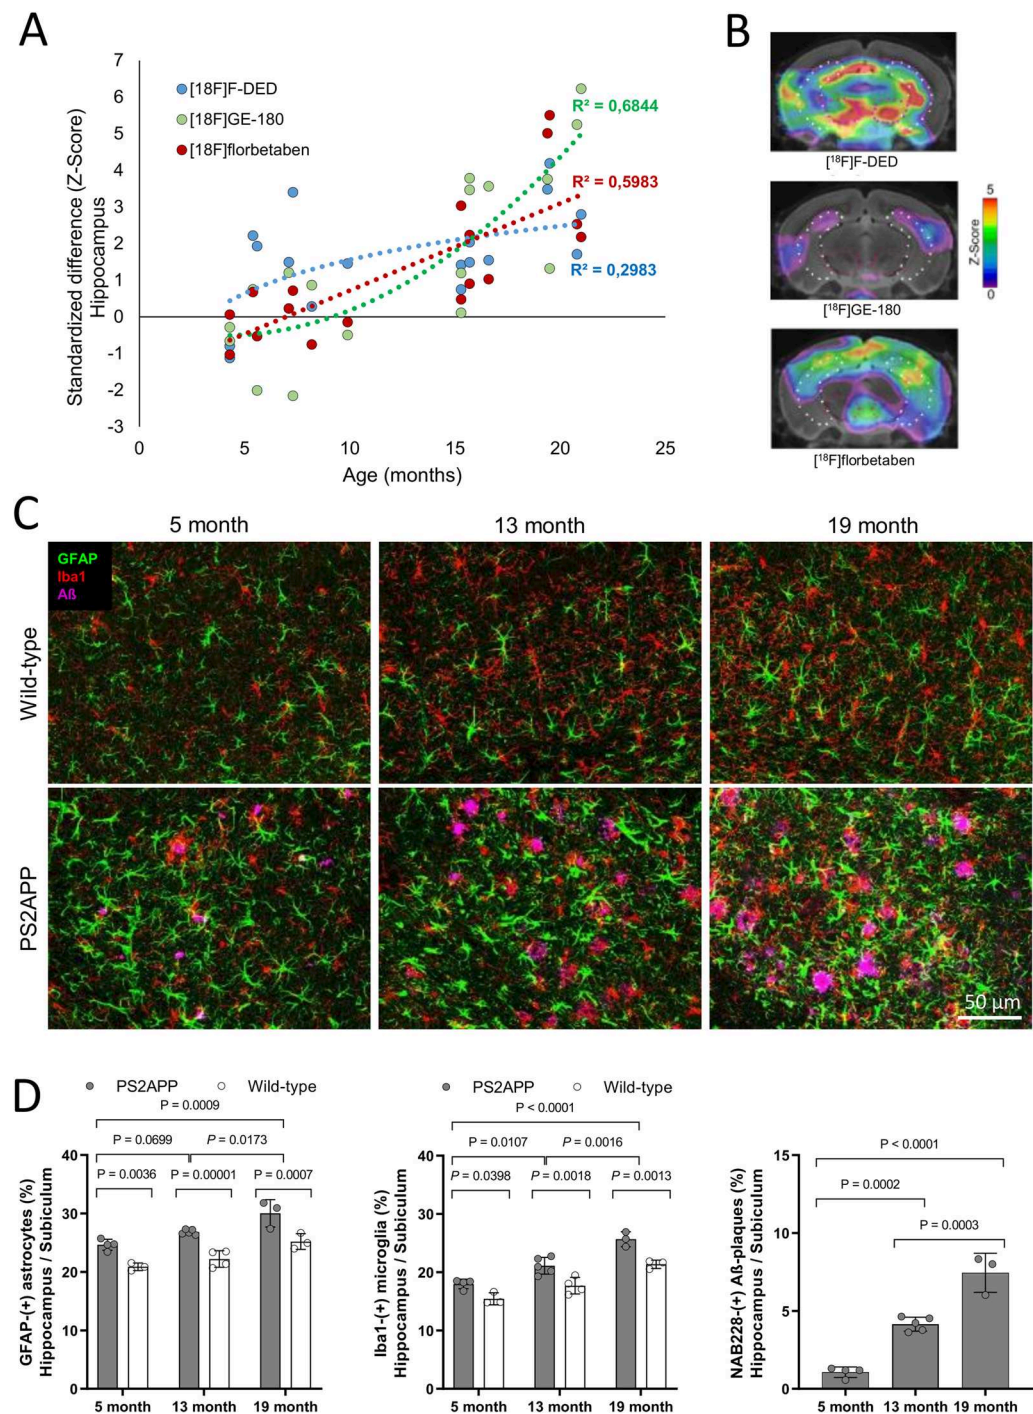 A
B
Standardized difference (Z-Score)
Hippocampus
7
6
5
4
3
2
1
0
-1
-2
-3
[18F]F-DED
[18F]GE-180
[18F]florbetaben
R² = 0,6844
R² = 0,5983
R² = 0,2983
0
5
10
15
20
25
Age (months)
[¹⁸F]F-DED
[¹⁸F]GE-180
5
Z-Score
0
[¹⁸F]florbetaben
C
5 month
13 month
19 month
GFAP
Iba1
Aß
Wild-type
PS2APP
50 µm
D
PS2APP
Wild-type
P = 0.0009
P = 0.0699
P = 0.0173
P = 0.0036
P = 0.00001
P = 0.0007
GFAP-(+) astrocytes (%)
Hippocampus / Subiculum
40
30
20
10
0
5 month
13 month
19 month
PS2APP
Wild-type
P < 0.0001
P = 0.0107
P = 0.0016
P = 0.0398
P = 0.0018
P = 0.0013
Iba1-(+) microglia (%)
Hippocampus / Subiculum
40
30
20
10
0
5 month
13 month
19 month
P < 0.0001
P = 0.0002
P = 0.0003
NAB228-(+) Aß-plaques (%)
Hippocampus / Subiculum
15
10
5
0
5 month
13 month
19 month